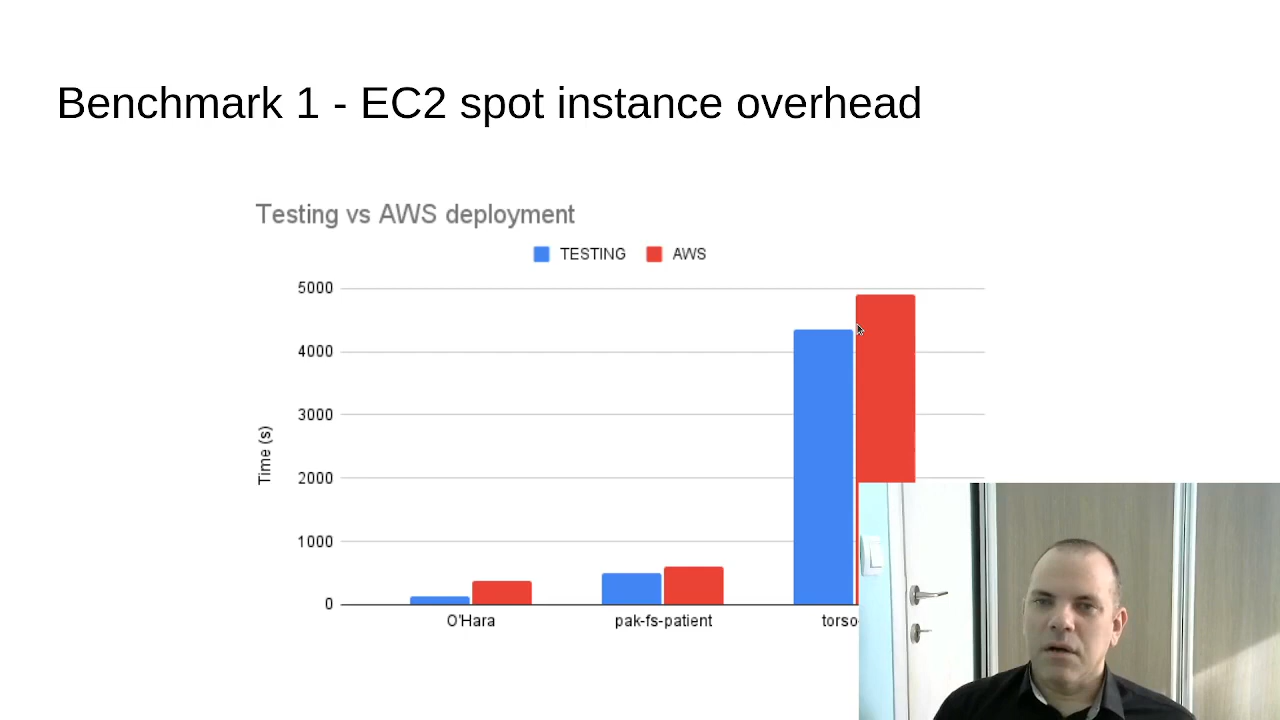 Benchmark 1 - EC2 spot instance overhead
Testing vs AWS deployment
TESTING AWS
5000
4000
3000
2000
1000
0
Time (s)
O'Hara pak-fs-patient torso